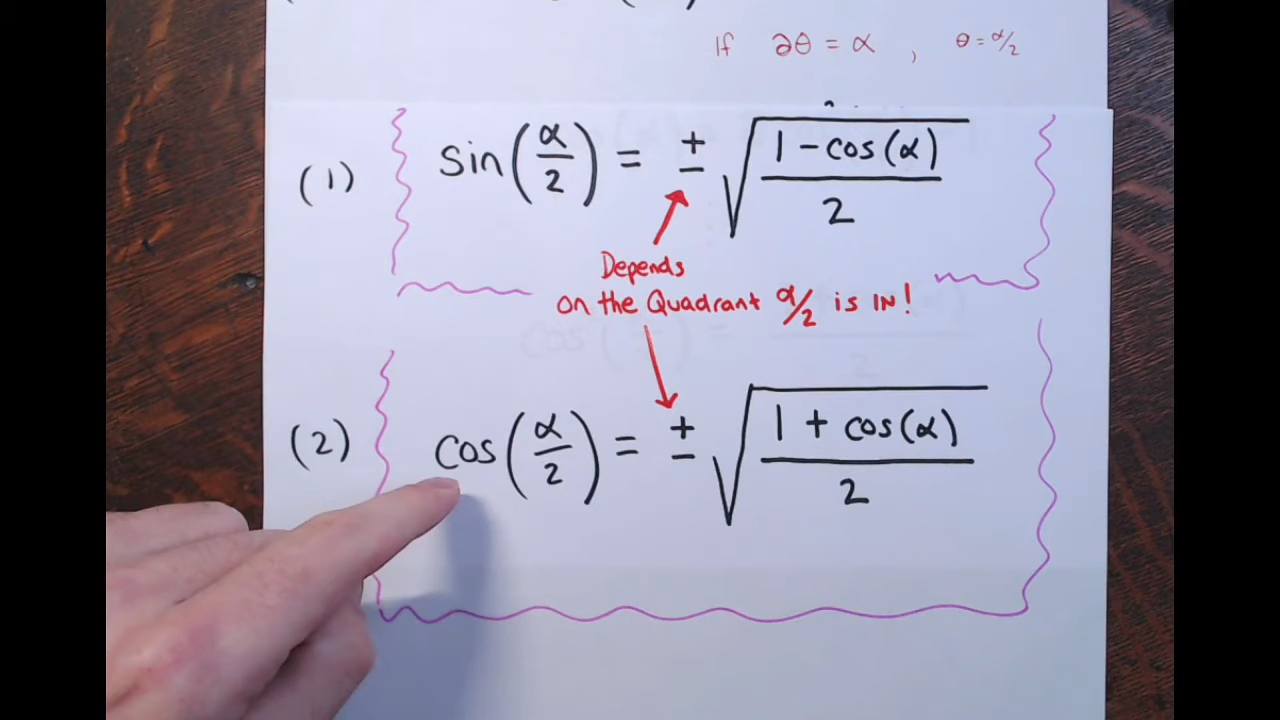 If 2θ = α , θ = α/2
(1) sin(α/2) = ± √((1 - cos(α))/2)
Depends
on the Quadrant α/2 is IN!
(2) cos(α/2) = ± √((1 + cos(α))/2)